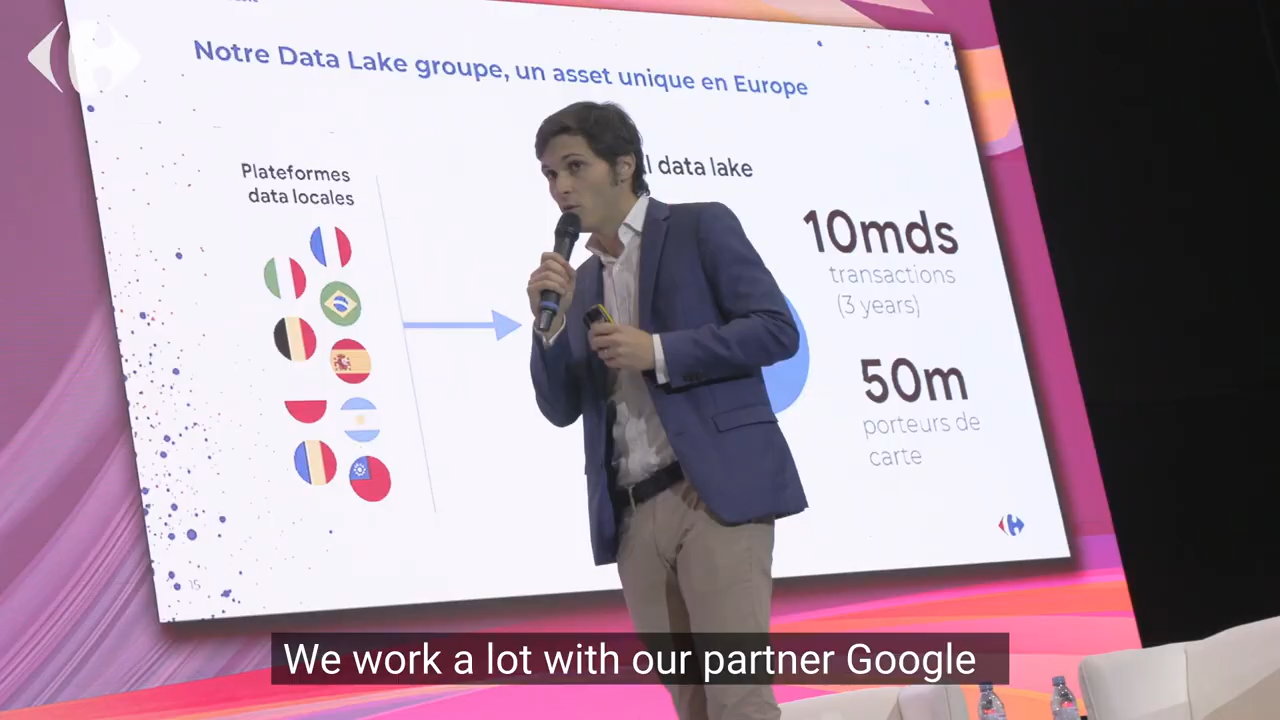 Notre Data Lake groupe, un asset unique en Europe
Plateformes
data locales
l data lake
10mds
transactions
(3 years)
50m
porteurs de
carte
15
We work a lot with our partner Google